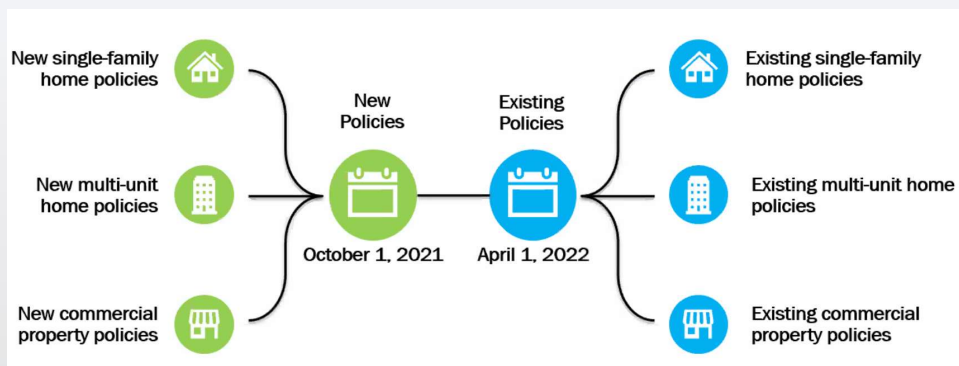 New single-family
home policies
New multi-unit
home policies
New commercial
property policies
New
Policies
October 1, 2021
Existing
Policies
April 1, 2022
Existing single-family
home policies
Existing multi-unit home
policies
Existing commercial
property policies